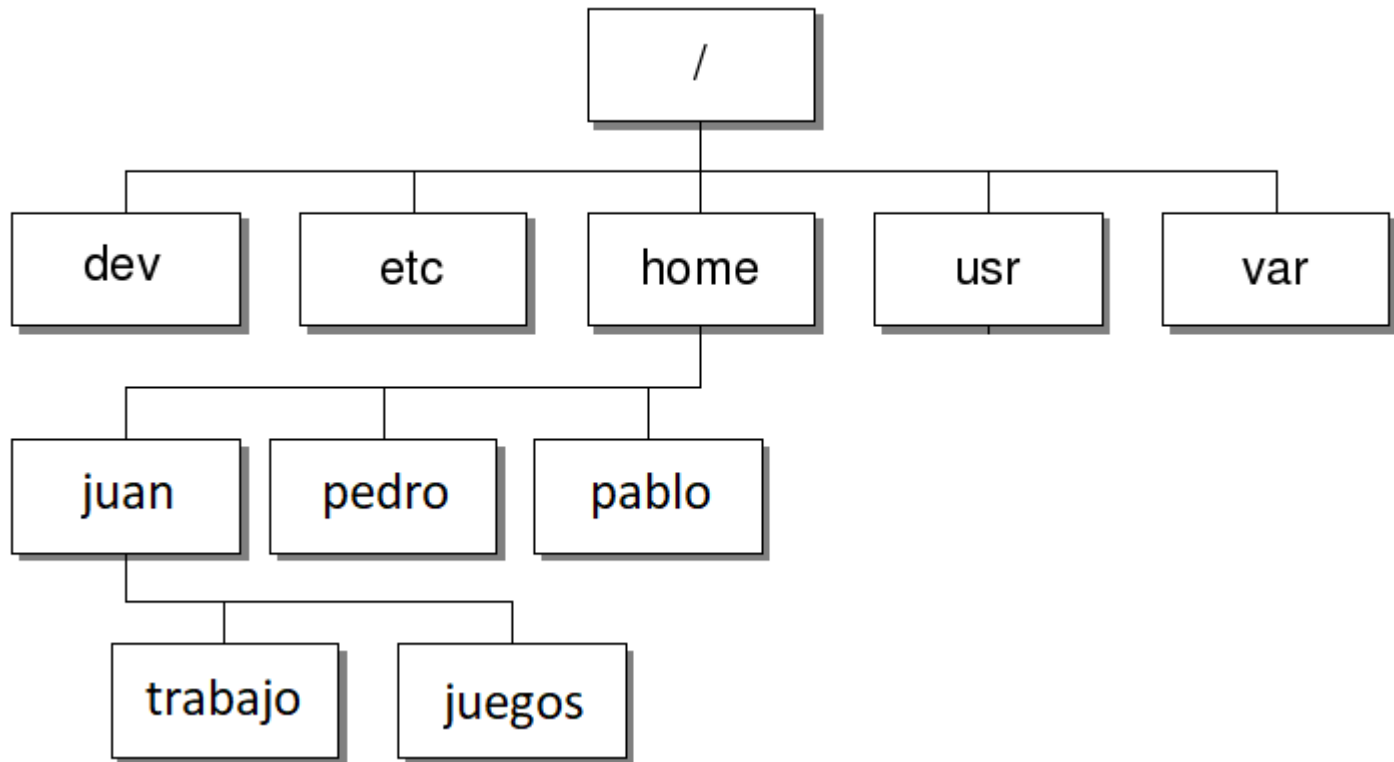 /
dev
etc
home
usr
var
juan
pedro
pablo
trabajo
juegos